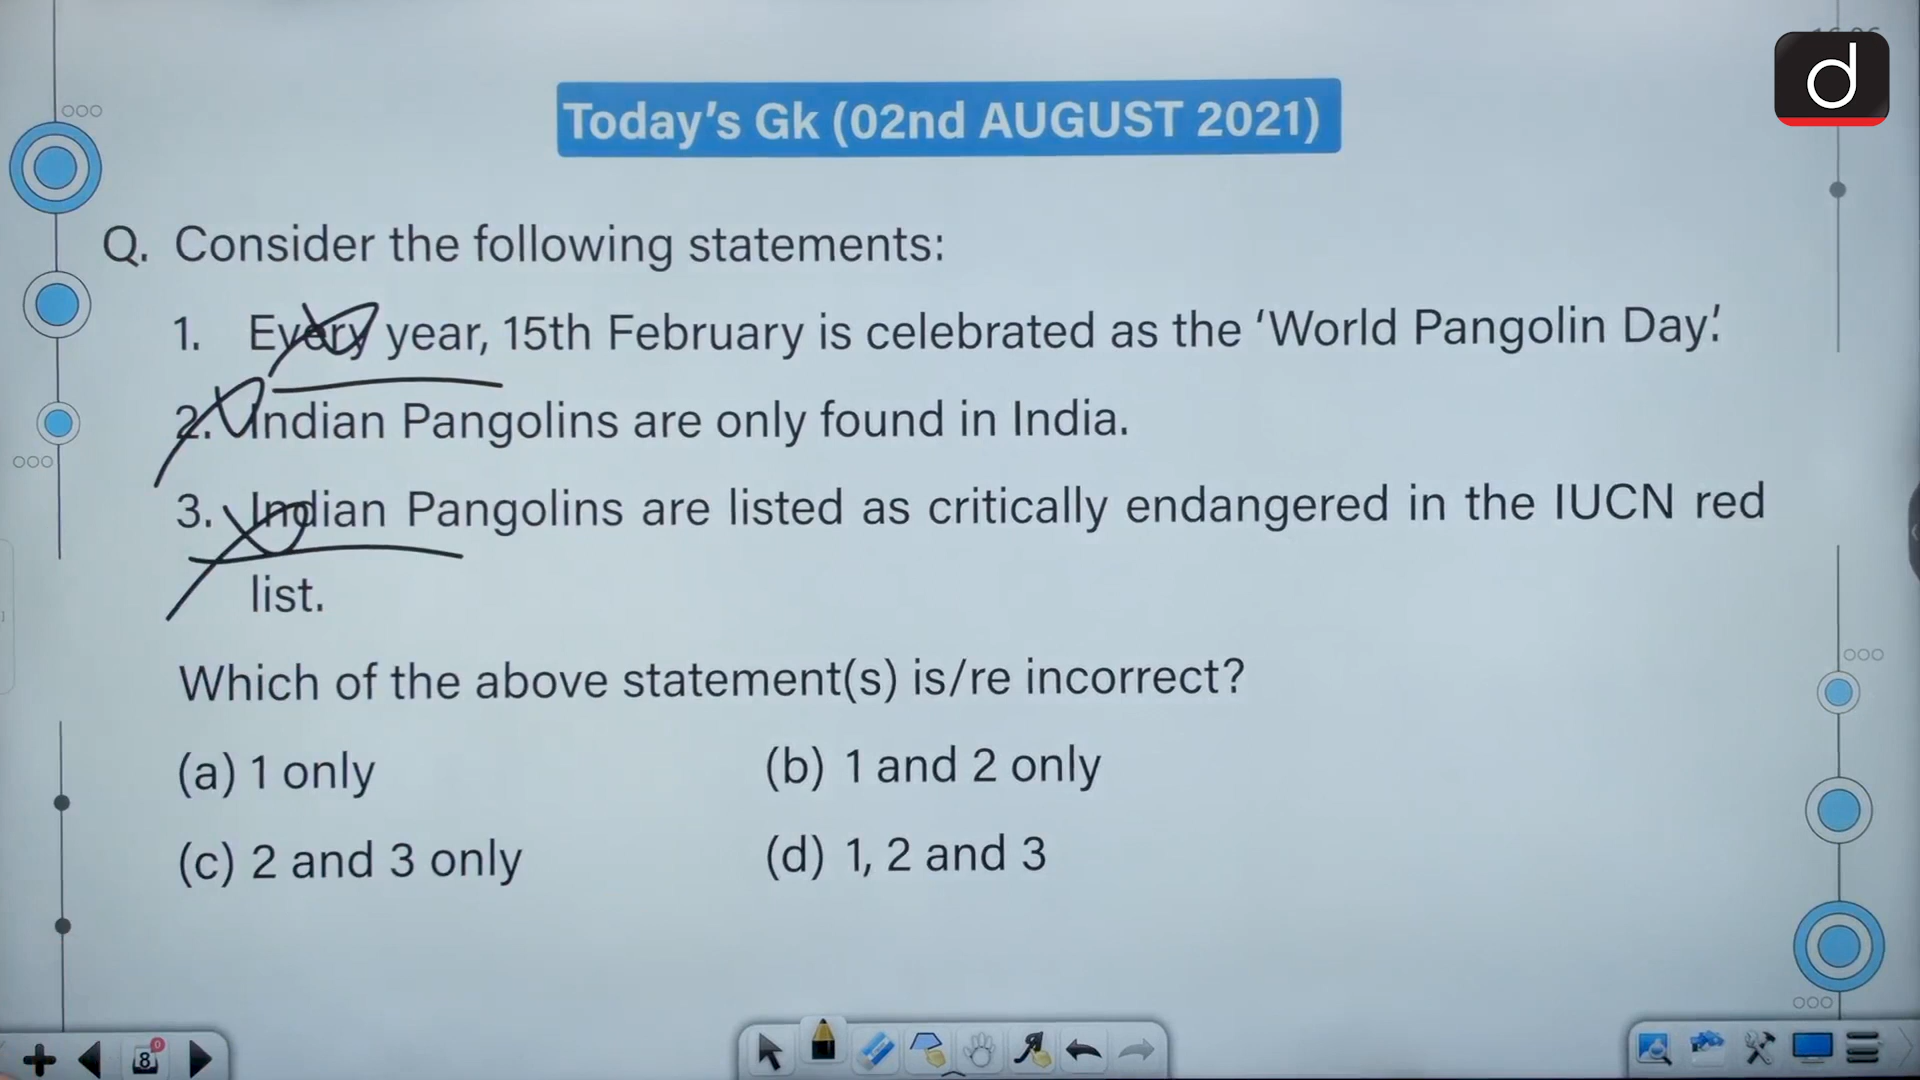 Today's Gk (02nd AUGUST 2021)
Q. Consider the following statements:
1. Every year, 15th February is celebrated as the ‘World Pangolin Day’.
2. Indian Pangolins are only found in India.
3. Indian Pangolins are listed as critically endangered in the IUCN red
list.
Which of the above statement(s) is/re incorrect?
(a) 1 only
(b) 1 and 2 only
(c) 2 and 3 only
(d) 1, 2 and 3
d
8
0